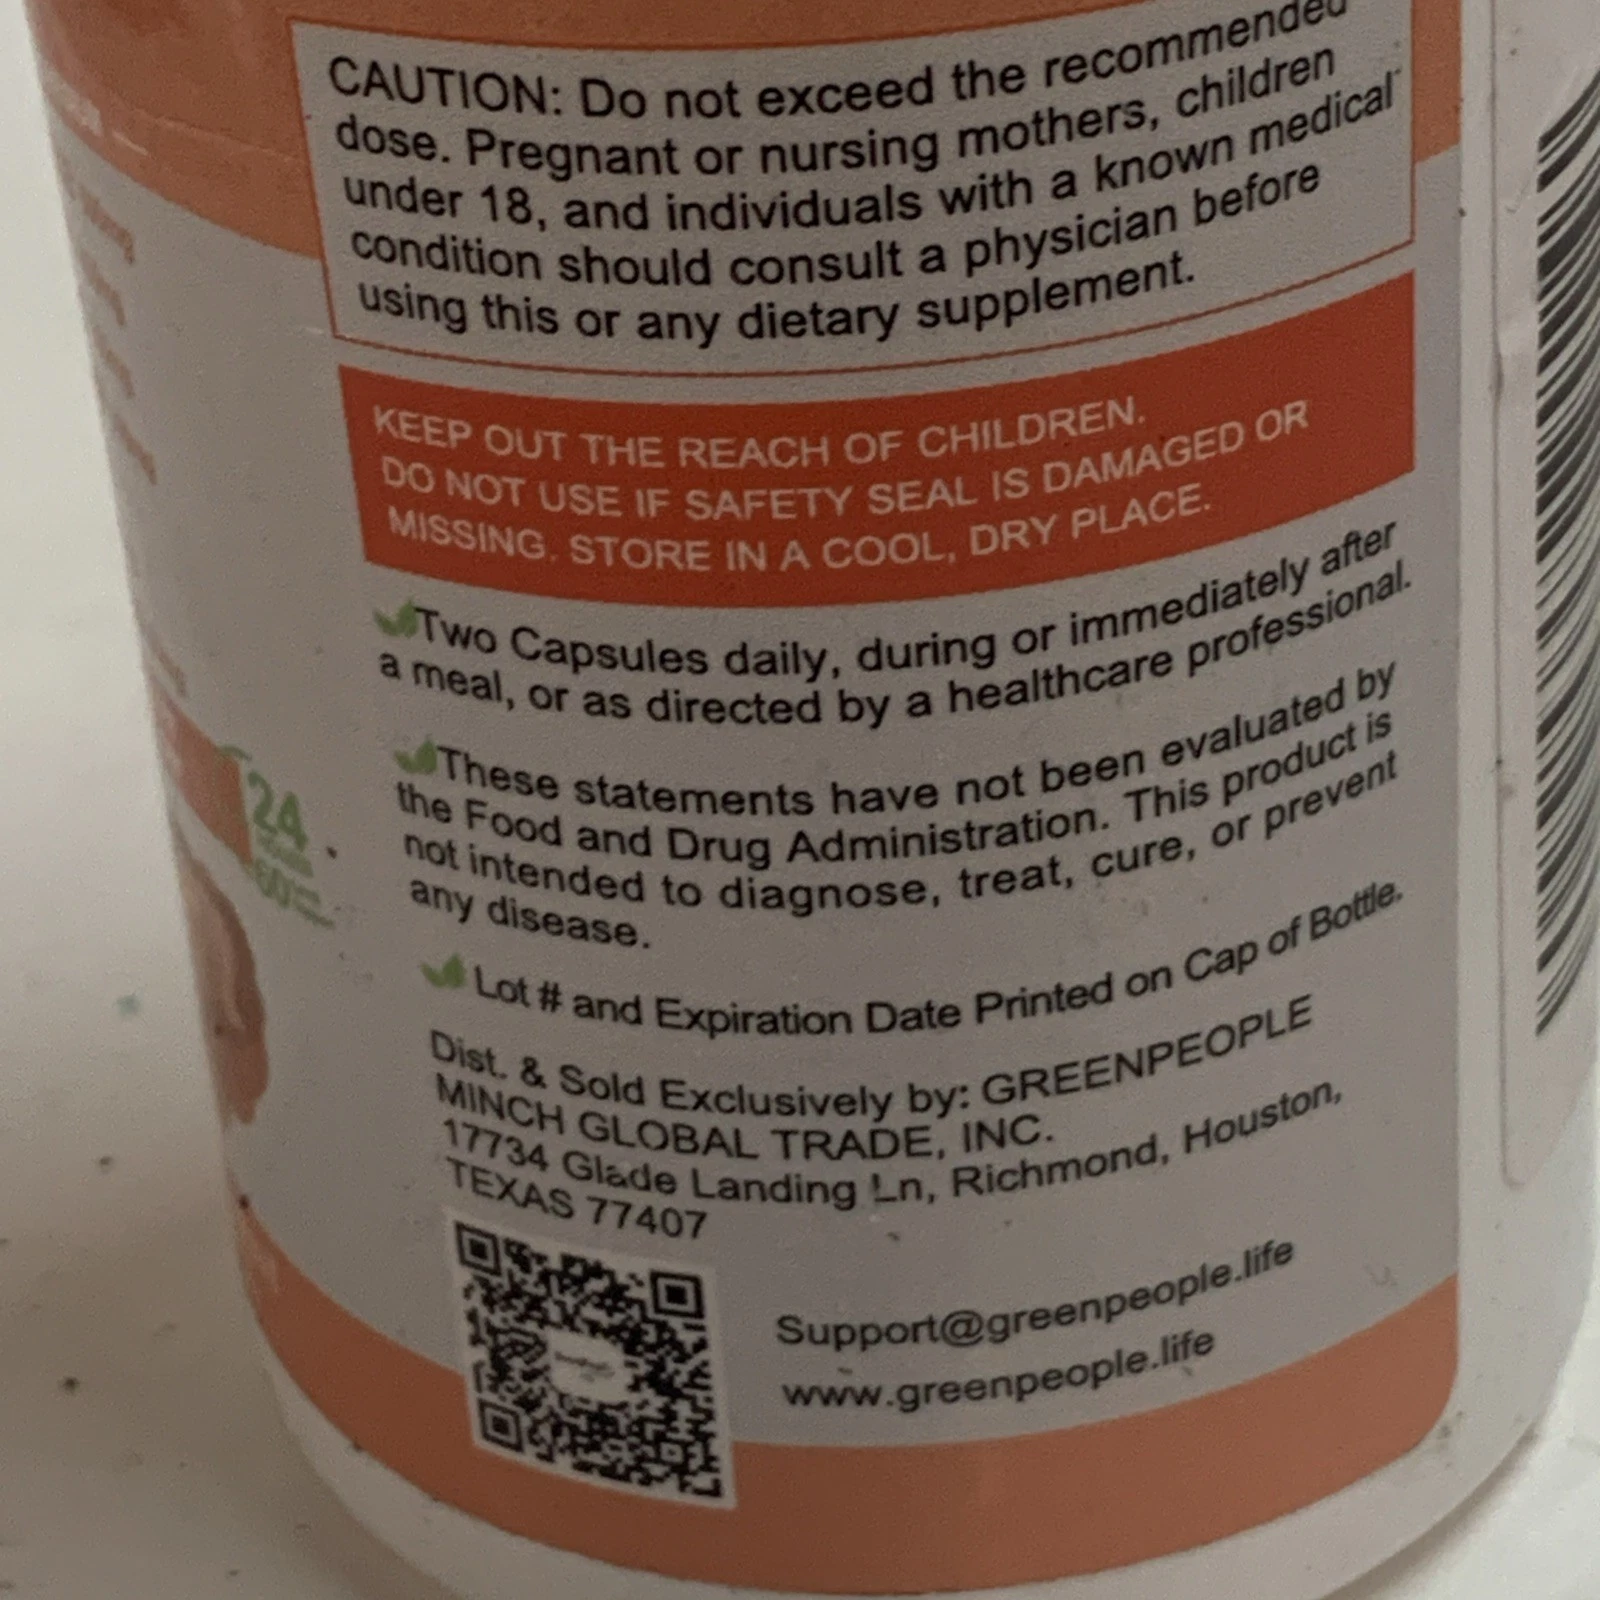 CAUTION: Do not exceed the recommended
dose. Pregnant or nursing mothers, children
under 18, and individuals with a known medical
condition should consult a physician before
using this or any dietary supplement.
KEEP OUT THE REACH OF CHILDREN.
DO NOT USE IF SAFETY SEAL IS DAMAGED OR
MISSING. STORE IN A COOL, DRY PLACE.
Two Capsules daily, during or immediately after
a meal, or as directed by a healthcare professional.
These statements have not been evaluated by
the Food and Drug Administration. This product is
not intended to diagnose, treat, cure, or prevent
any disease.
Lot # and Expiration Date Printed on Cap of Bottle.
Dist. & Sold Exclusively by: GREENPEOPLE
MINCH GLOBAL TRADE, INC.
17734 Glade Landing Ln, Richmond, Houston,
TEXAS 77407
Support@greenpeople.life
www.greenpeople.life
24
60